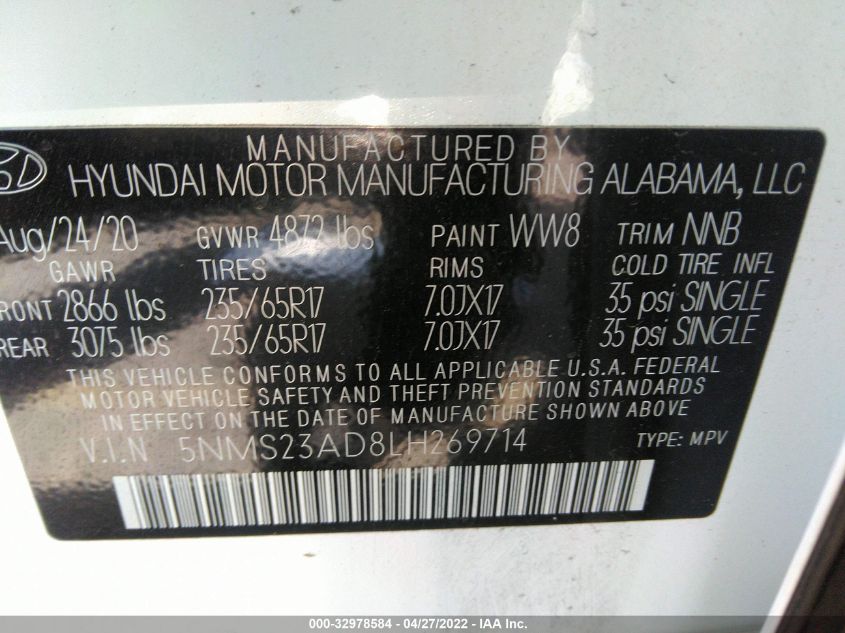 MANUFACTURED BY
HYUNDAI MOTOR MANUFACTURING ALABAMA, LLC
Aug/24/20 GVWR 4872 lbs PAINT WW8 TRIM NNB
GAWR TIRES RIMS COLD TIRE INFL
FRONT 2866 lbs 235/65R17 7.0JX17 35 psi SINGLE
REAR 3075 lbs 235/65R17 7.0JX17 35 psi SINGLE
THIS VEHICLE CONFORMS TO ALL APPLICABLE U.S.A. FEDERAL
MOTOR VEHICLE SAFETY AND THEFT PREVENTION STANDARDS
IN EFFECT ON THE DATE OF MANUFACTURE SHOWN ABOVE
V.I.N 5NMS23AD8LH269714 TYPE: MPV
000-32978584 - 04/27/2022 - IAA Inc.